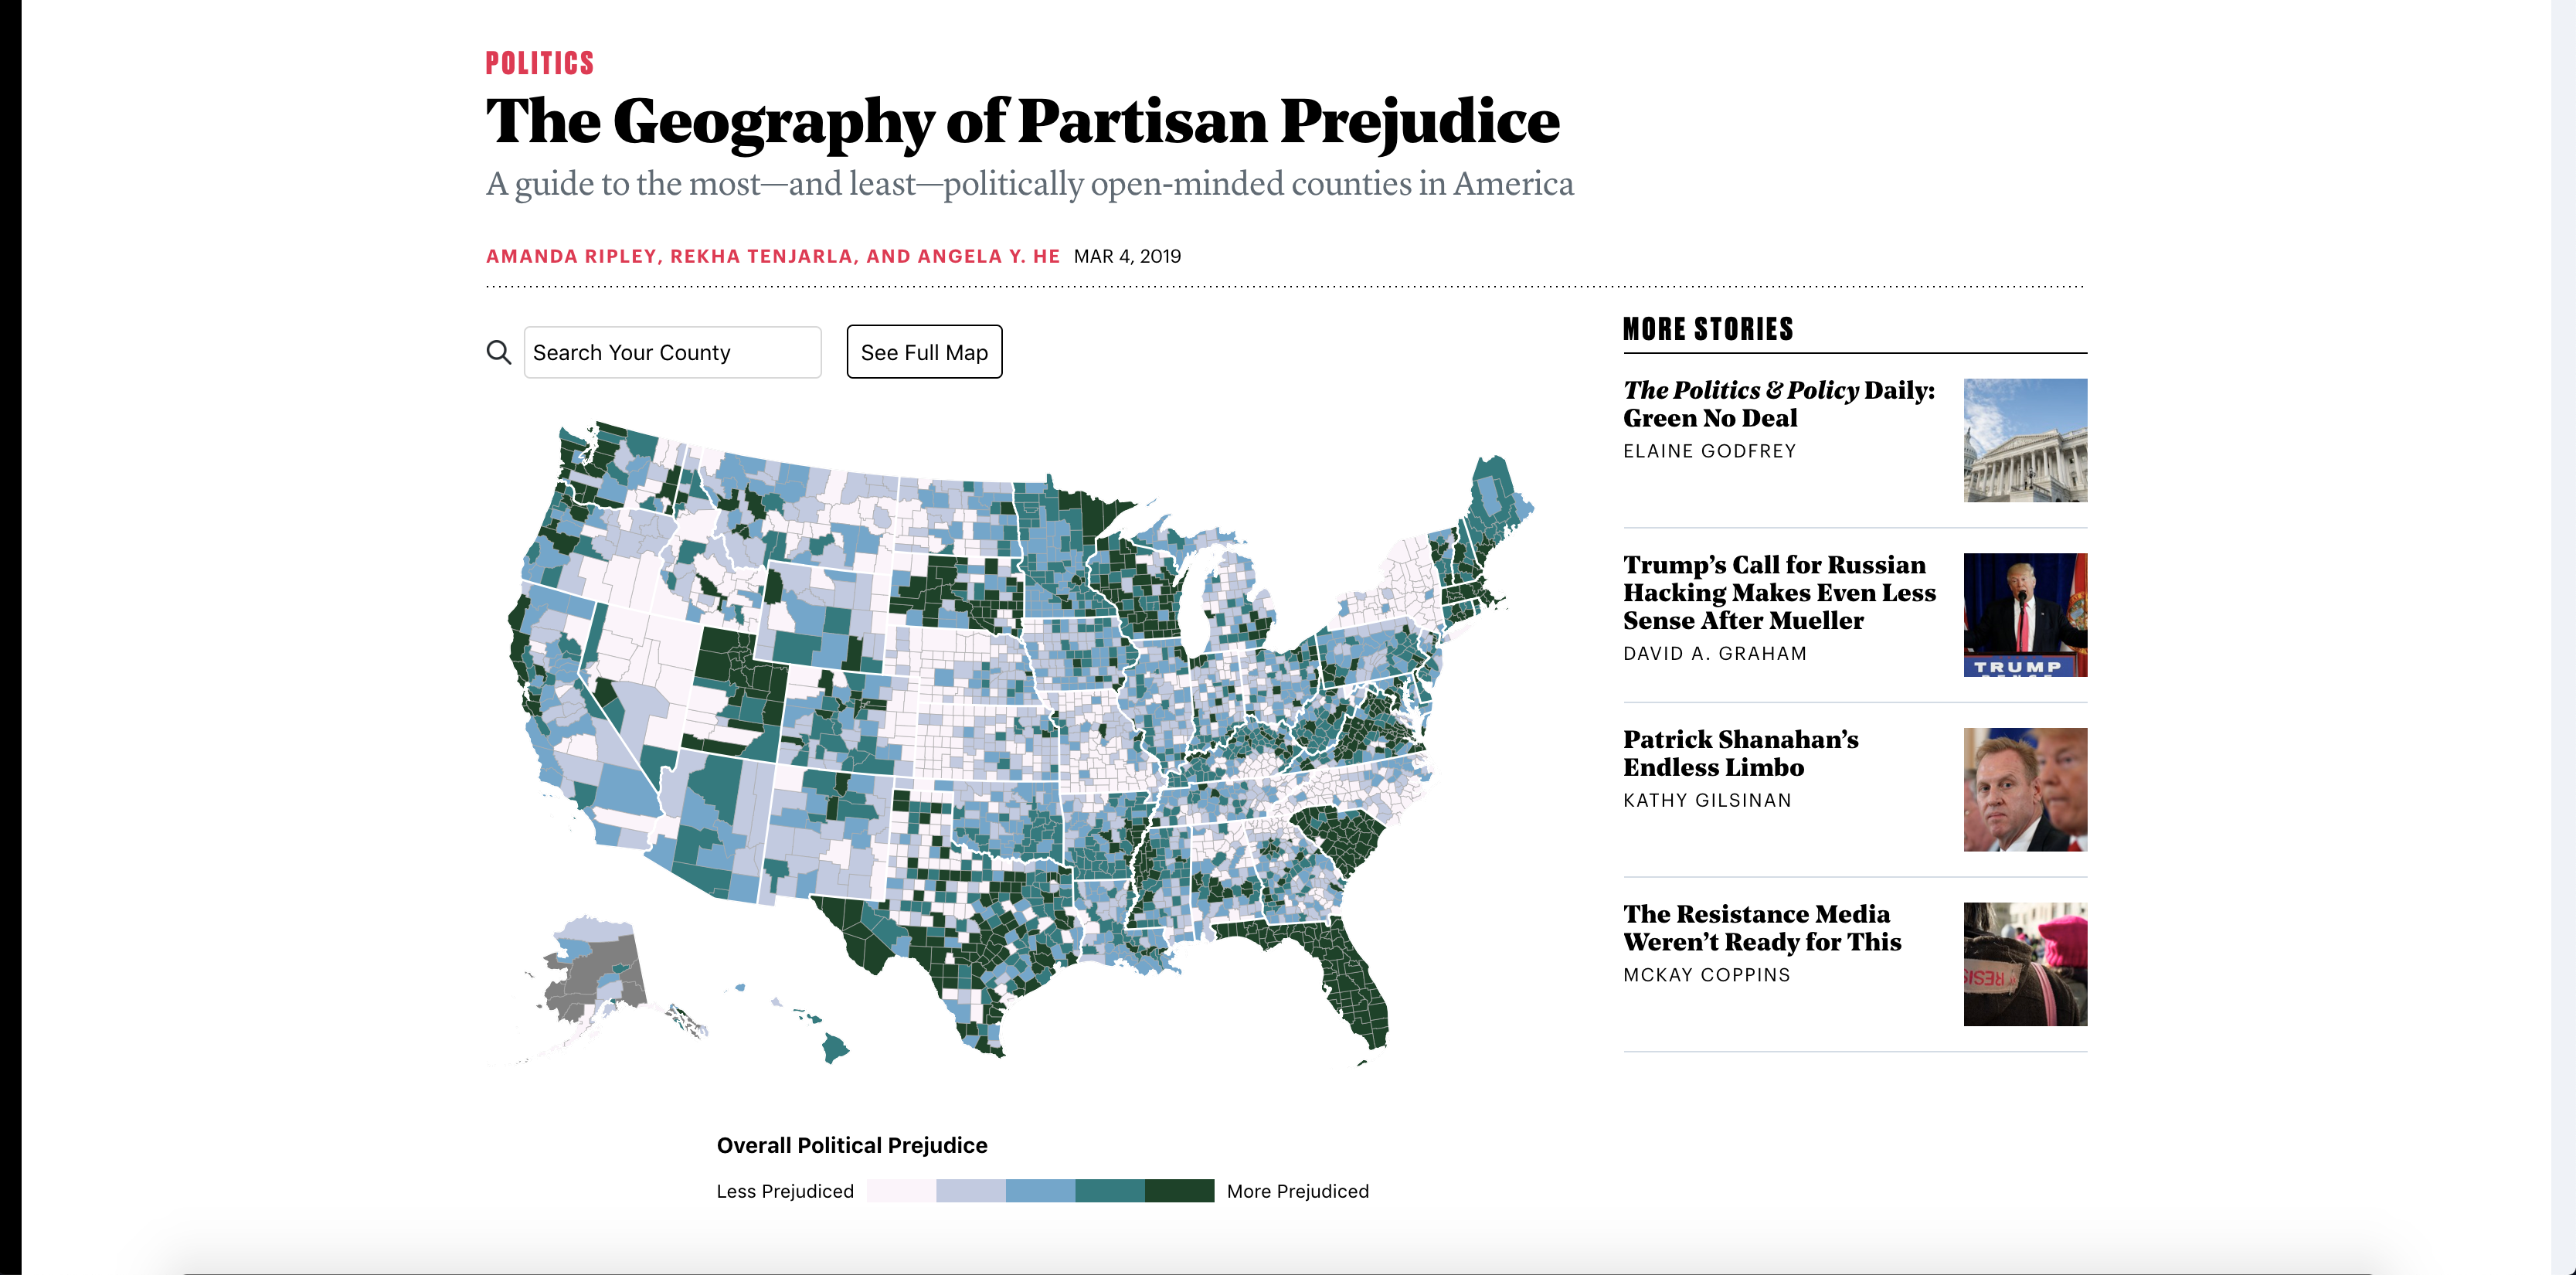 POLITICS
The Geography of Partisan Prejudice
A guide to the most—and least—politically open-minded counties in America
AMANDA RIPLEY, REKHA TENJARLA, AND ANGELA Y. HE MAR 4, 2019
Search Your County
See Full Map
MORE STORIES
The Politics & Policy Daily:
Green No Deal
ELAINE GODFREY
Trump’s Call for Russian
Hacking Makes Even Less
Sense After Mueller
DAVID A. GRAHAM
TRUMP
Patrick Shanahan’s
Endless Limbo
KATHY GILSINAN
The Resistance Media
Weren’t Ready for This
MCKAY COPPINS
Overall Political Prejudice
Less Prejudiced
More Prejudiced